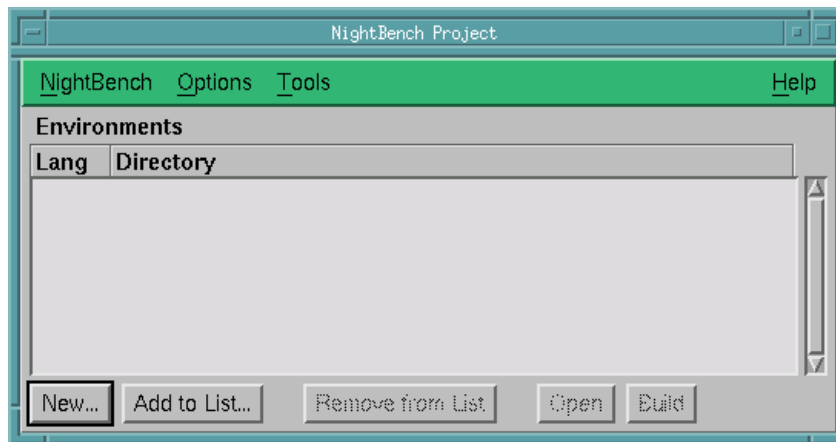 NightBench Project
NightBench Options Tools Help
Environments
Lang Directory
New... Add to List... Remove from List Open Build